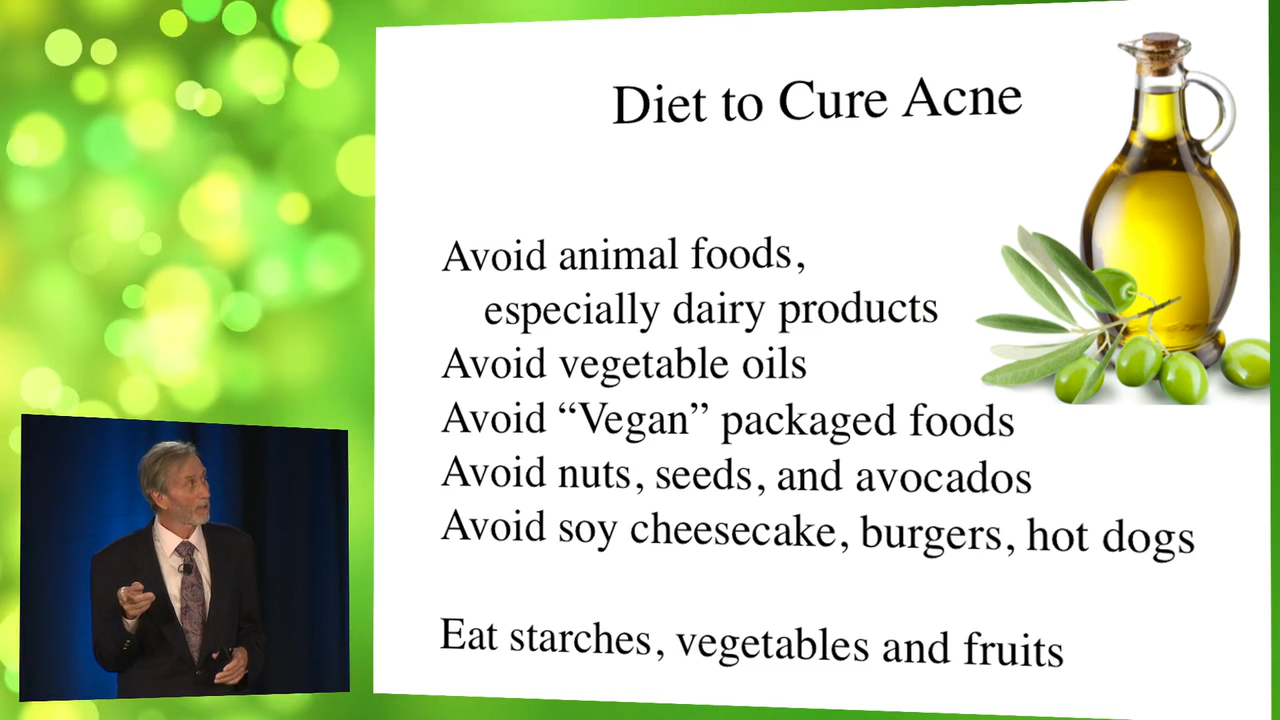 Diet to Cure Acne
Avoid animal foods,
especially dairy products
Avoid vegetable oils
Avoid “Vegan” packaged foods
Avoid nuts, seeds, and avocados
Avoid soy cheesecake, burgers, hot dogs
Eat starches, vegetables and fruits